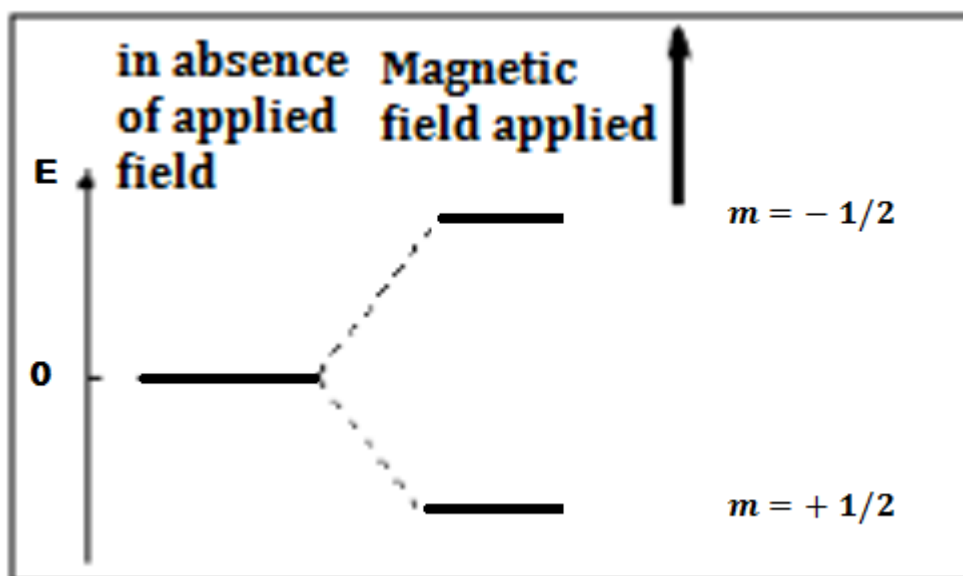 in absence
of applied
field
Magnetic
field applied
E
m = − 1/2
0
m = + 1/2